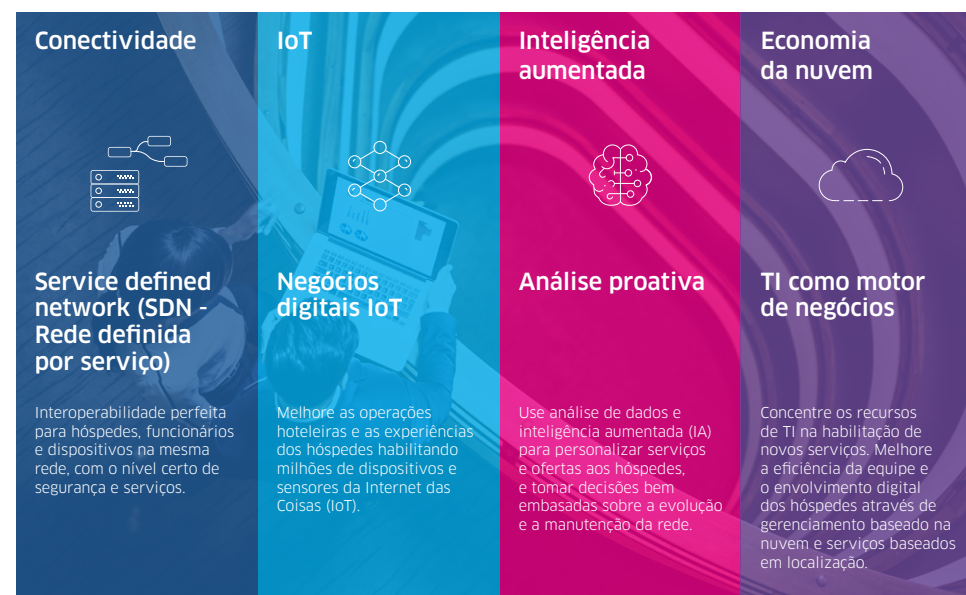 Conectividade
Service defined
network (SDN -
Rede definida
por serviço)
Interoperabilidade perfeita
para hóspedes, funcionários
e dispositivos na mesma
rede, com o nível certo de
segurança e serviços.
IoT
Negócios
digitais IoT
Melhore as operações
hoteleiras e as experiências
dos hóspedes habilitando
milhões de dispositivos e
sensores da Internet das
Coisas (IoT).
Inteligência
aumentada
Análise proativa
Use análise de dados e
inteligência aumentada (IA)
para personalizar serviços
e ofertas aos hóspedes,
e tomar decisões bem
embasadas sobre a evolução
e a manutenção da rede.
Economia
da nuvem
TI como motor
de negócios
Concentre os recursos
de TI na habilitação de
novos serviços. Melhore
a eficiência da equipe e
o envolvimento digital
dos hóspedes através de
gerenciamento baseado na
nuvem e serviços baseados
em localização.